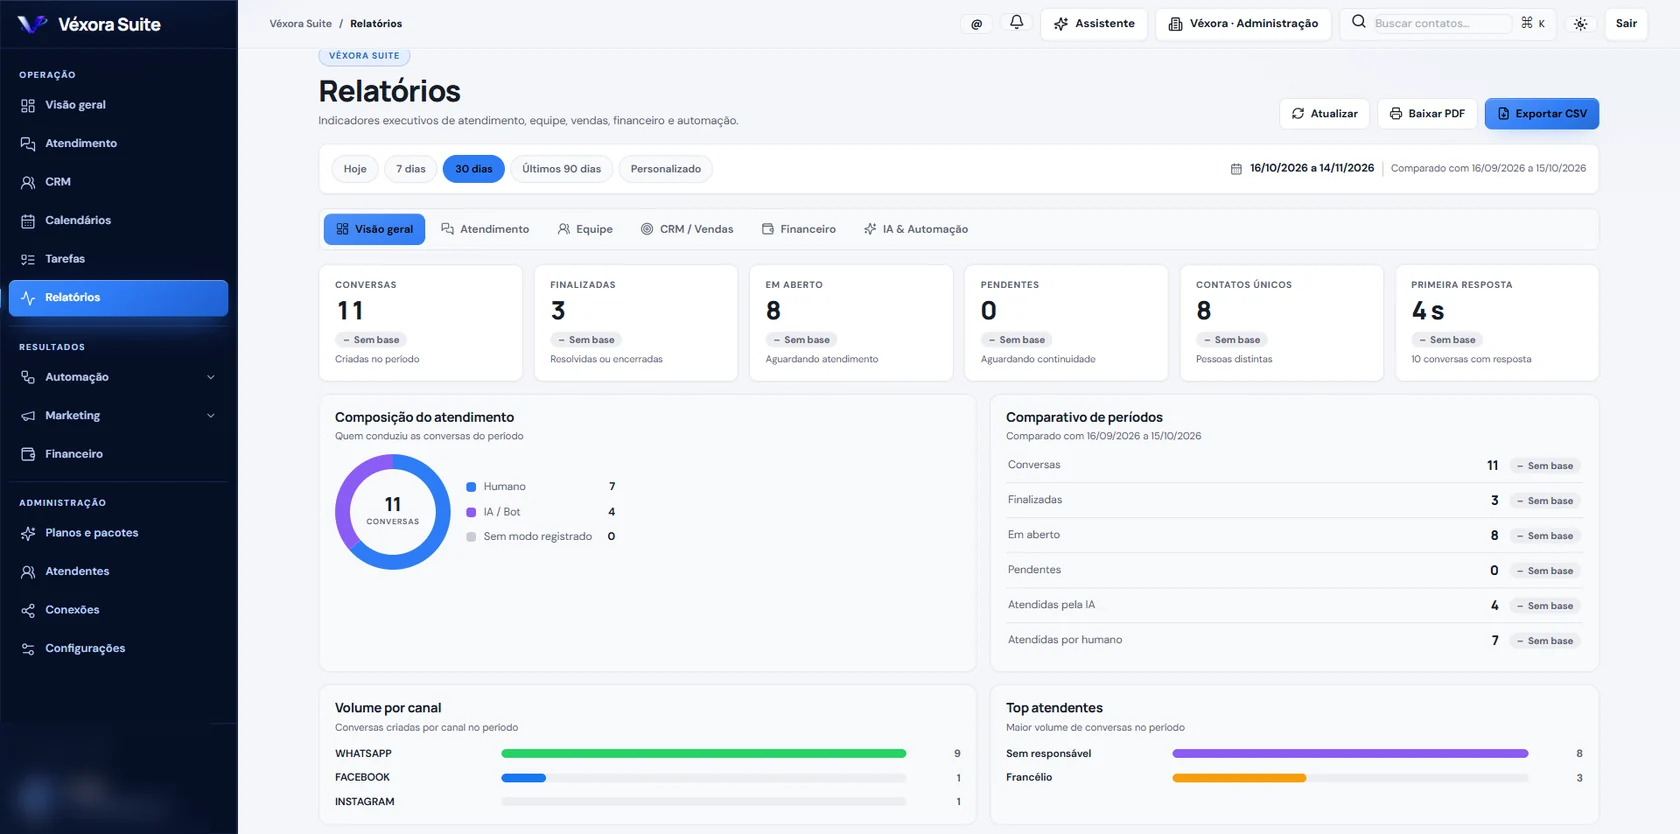 Véxora Suite
OPERAÇÃO
Visão geral
Atendimento
CRM
Calendários
Tarefas
Relatórios
RESULTADOS
Automação
Marketing
Financeiro
ADMINISTRAÇÃO
Planos e pacotes
Atendentes
Conexões
Configurações
Véxora Suite / Relatórios
@
Assistente
Véxora · Administração
Buscar contatos...
⌘ K
Sair
VÉXORA SUITE
Relatórios
Indicadores executivos de atendimento, equipe, vendas, financeiro e automação.
Atualizar
Baixar PDF
Exportar CSV
Hoje
7 dias
30 dias
Últimos 90 dias
Personalizado
16/10/2026 a 14/11/2026
Comparado com 16/09/2026 a 15/10/2026
Visão geral
Atendimento
Equipe
CRM / Vendas
Financeiro
IA & Automação
CONVERSAS
11
– Sem base
Criadas no período
FINALIZADAS
3
– Sem base
Resolvidas ou encerradas
EM ABERTO
8
– Sem base
Aguardando atendimento
PENDENTES
0
– Sem base
Aguardando continuidade
CONTATOS ÚNICOS
8
– Sem base
Pessoas distintas
PRIMEIRA RESPOSTA
4 s
– Sem base
10 conversas com resposta
Composição do atendimento
Quem conduziu as conversas do período
11
CONVERSAS
Humano 7
IA / Bot 4
Sem modo registrado 0
Comparativo de períodos
Comparado com 16/09/2026 a 15/10/2026
Conversas 11 – Sem base
Finalizadas 3 – Sem base
Em aberto 8 – Sem base
Pendentes 0 – Sem base
Atendidas pela IA 4 – Sem base
Atendidas por humano 7 – Sem base
Volume por canal
Conversas criadas por canal no período
WHATSAPP 9
FACEBOOK 1
INSTAGRAM 1
Top atendentes
Maior volume de conversas no período
Sem responsável 8
Francélio 3